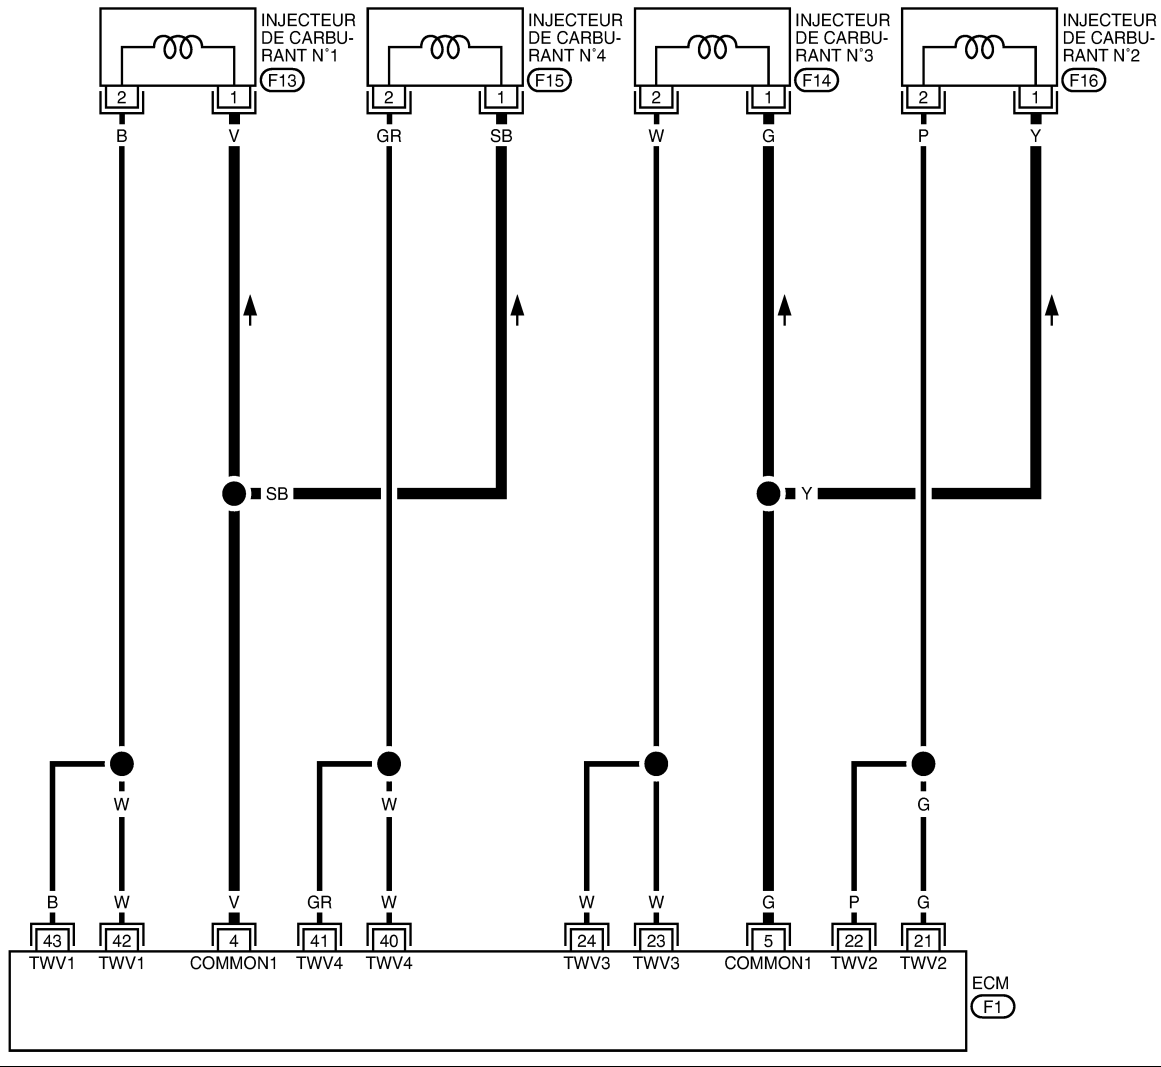 INJECTEUR
DE CARBU-
RANT N°1
F13
INJECTEUR
DE CARBU-
RANT N°4
F15
INJECTEUR
DE CARBU-
RANT N°3
F14
INJECTEUR
DE CARBU-
RANT N°2
F16
2 1 2 1 2 1 2 1
B V GR SB W G P Y
SB Y
W W G
B W V GR W W W G P G
43 42 4 41 40 24 23 5 22 21
TWV1 TWV1 COMMON1 TWV4 TWV4 TWV3 TWV3 COMMON1 TWV2 TWV2
ECM
F1